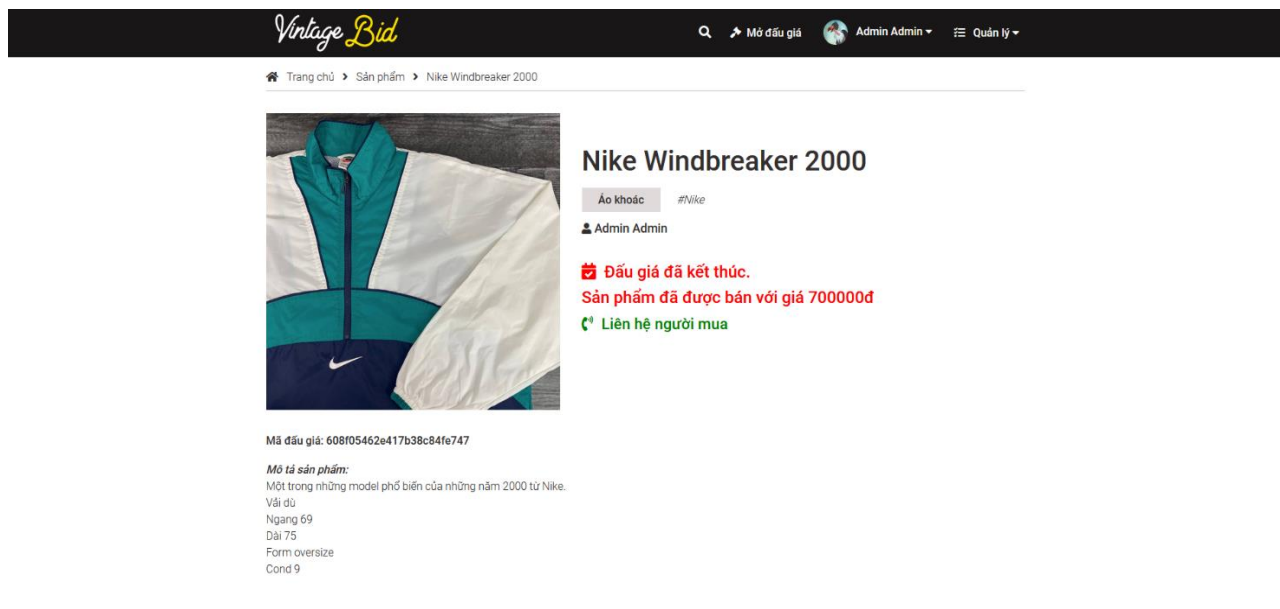 Vintage Bid
Mở đấu giá
Admin Admin
Quản lý
Trang chủ > Sản phẩm > Nike Windbreaker 2000
Nike Windbreaker 2000
Áo khoác #Nike
Admin Admin
Đấu giá đã kết thúc.
Sản phẩm đã được bán với giá 700000đ
Liên hệ người mua
Mã đấu giá: 608f05462e417b38c84fe747
Mô tả sản phẩm:
Một trong những model phổ biến của những năm 2000 từ Nike.
Vải dù
Ngang 69
Dài 75
Form oversize
Cond 9